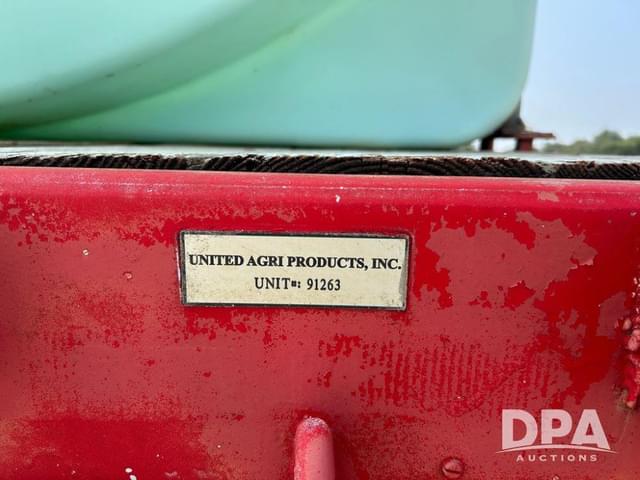 UNITED AGRI PRODUCTS, INC.
UNIT#: 91263
DPA
AUCTIONS